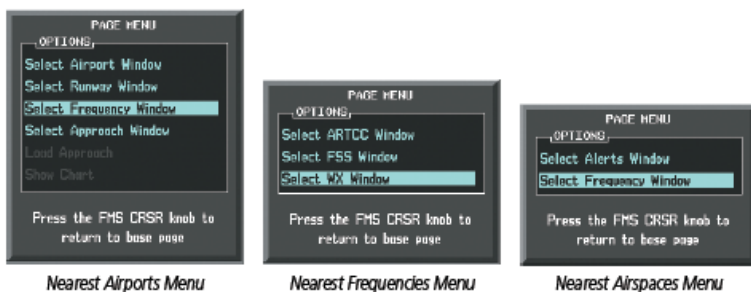 PAGE MENU
OPTIONS
Select Airport Window
Select Runway Window
Select Frequency Window
Select Approach Window
Load Approach
Show Chart
Press the FMS CRSR knob to
return to base page
Nearest Airports Menu
PAGE MENU
OPTIONS
Select ARTCC Window
Select FSS Window
Select WX Window
Press the FMS CRSR knob to
return to base page
Nearest Frequencies Menu
PAGE MENU
OPTIONS
Select Alerts Window
Select Frequency Window
Press the FMS CRSR knob to
return to base page
Nearest Airspaces Menu